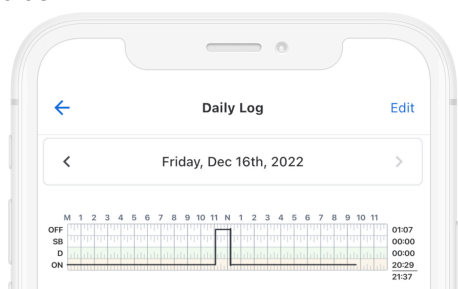 Daily Log
Edit
Friday, Dec 16th, 2022
M 1 2 3 4 5 6 7 8 9 10 11 N 1 2 3 4 5 6 7 8 9 10 11
OFF 01:07
SB 00:00
D 00:00
ON 20:29
21:37